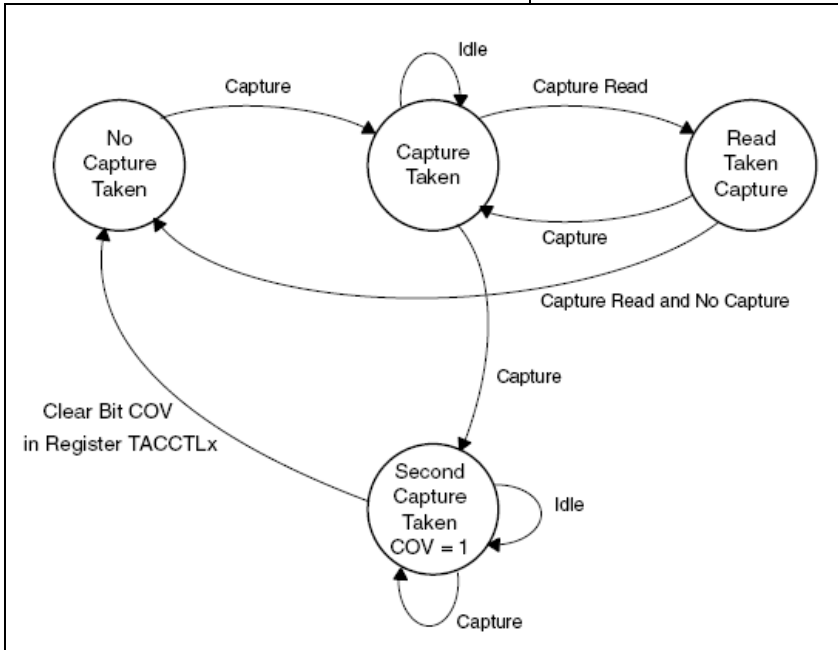 Idle
Capture
Capture Read
No
Capture
Taken
Capture
Taken
Read
Taken
Capture
Capture
Capture Read and No Capture
Capture
Clear Bit COV
in Register TACCTLx
Second
Capture
Taken
COV = 1
Idle
Capture